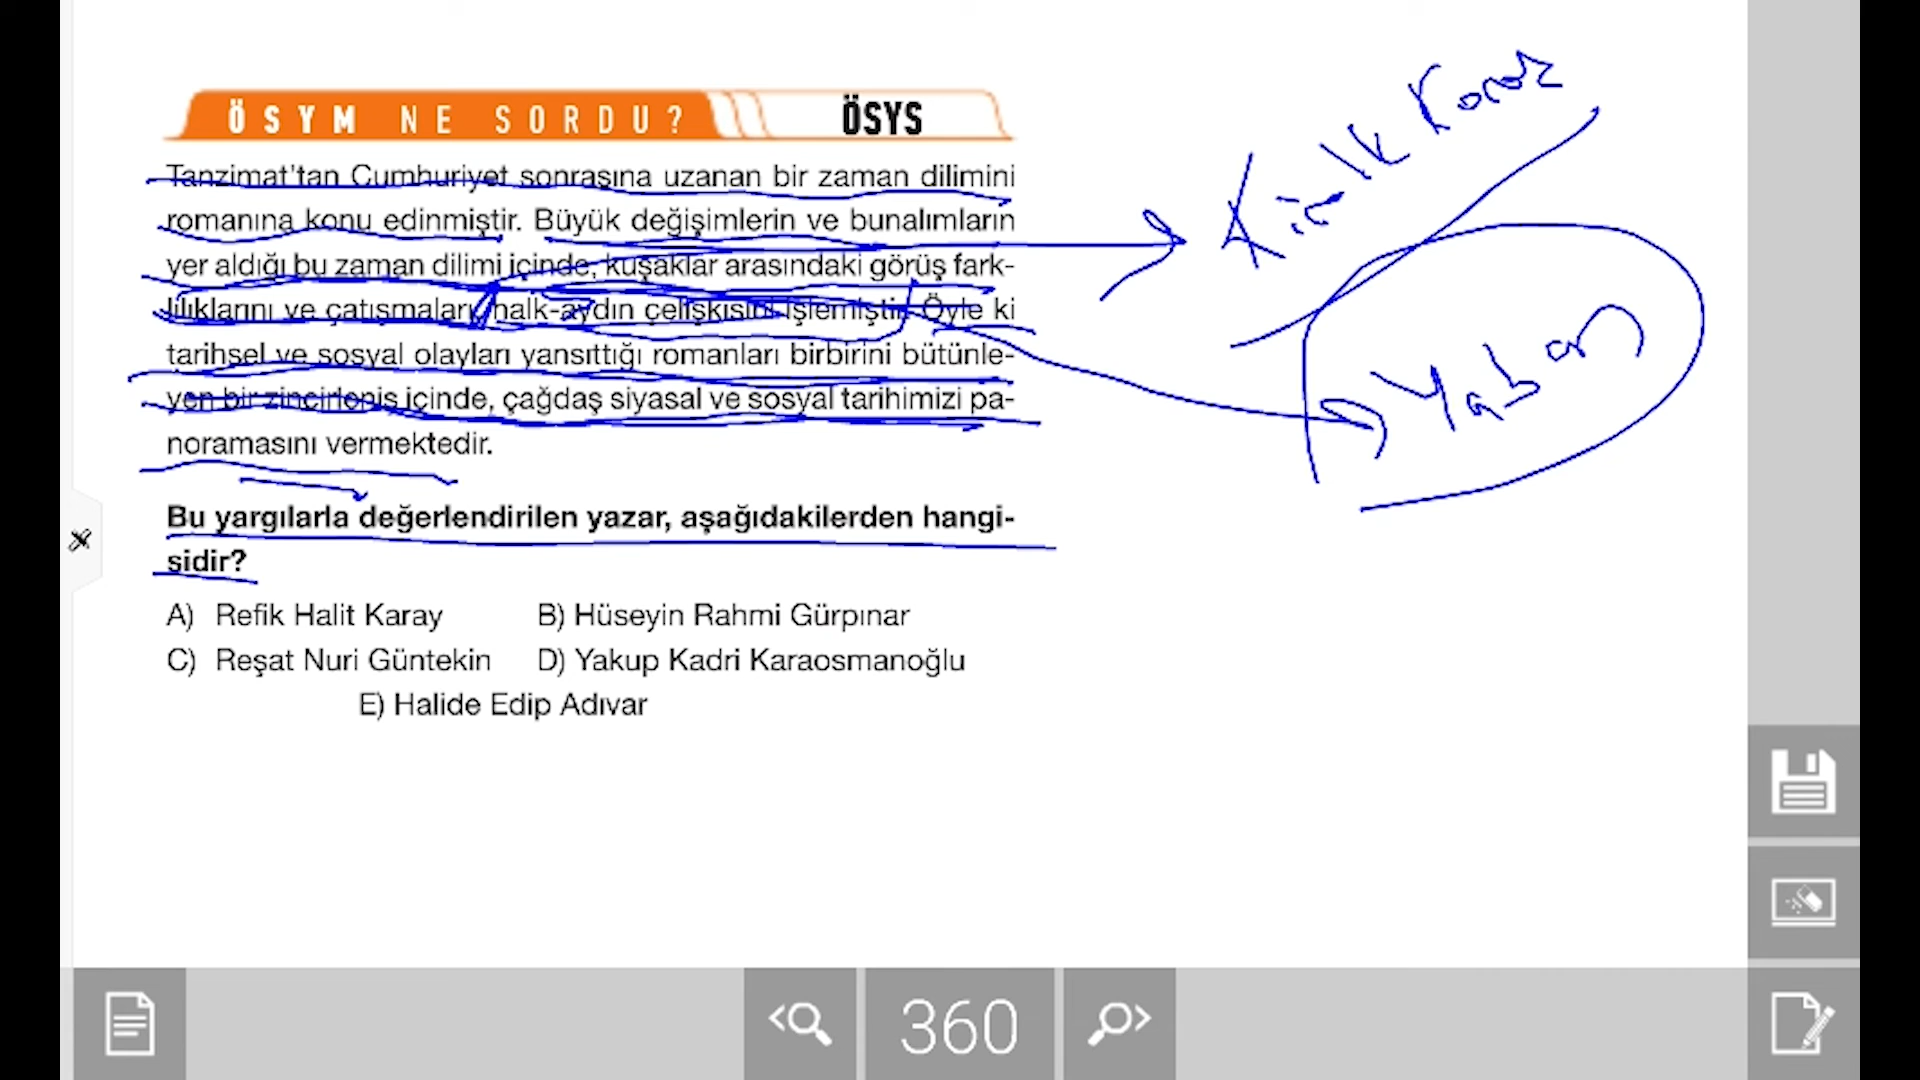 ÖSYM NE SORDU? ÖSYS
Tanzimat'tan Cumhuriyet sonrasına uzanan bir zaman dilimini
romanına konu edinmiştir. Büyük değişimlerin ve bunalımların
yer aldığı bu zaman dilimi içinde, kuşaklar arasındaki görüş fark-
lılıklarını ve çatışmaları, halk-aydın çelişkisini işlemiştir. Öyle ki
tarihsel ve sosyal olayları yansıttığı romanları birbirini bütünle-
yen bir zincirleniş içinde, çağdaş siyasal ve sosyal tarihimizi pa-
noramasını vermektedir.
Bu yargılarla değerlendirilen yazar, aşağıdakilerden hangi-
sidir?
A) Refik Halit Karay B) Hüseyin Rahmi Gürpınar
C) Reşat Nuri Güntekin D) Yakup Kadri Karaosmanoğlu
E) Halide Edip Adıvar
Yaban
360